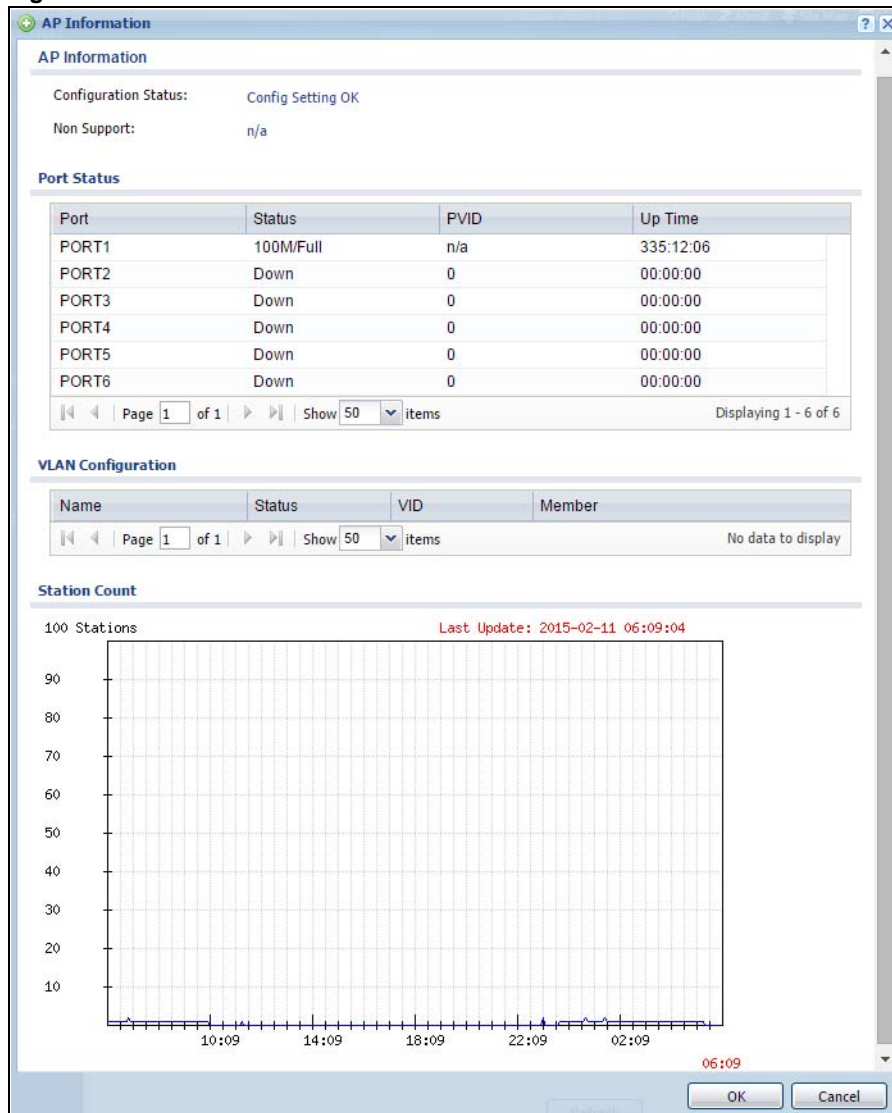 AP Information
AP Information
Configuration Status: Config Setting OK
Non Support: n/a
Port Status
Port Status PVID Up Time
PORT1 100M/Full n/a 335:12:06
PORT2 Down 0 00:00:00
PORT3 Down 0 00:00:00
PORT4 Down 0 00:00:00
PORT5 Down 0 00:00:00
PORT6 Down 0 00:00:00
Page 1 of 1 Show 50 items Displaying 1 - 6 of 6
VLAN Configuration
Name Status VID Member
Page 1 of 1 Show 50 items No data to display
Station Count
100 Stations Last Update: 2015-02-11 06:09:04
90
80
70
60
50
40
30
20
10
10:09 14:09 18:09 22:09 02:09
06:09
OK Cancel